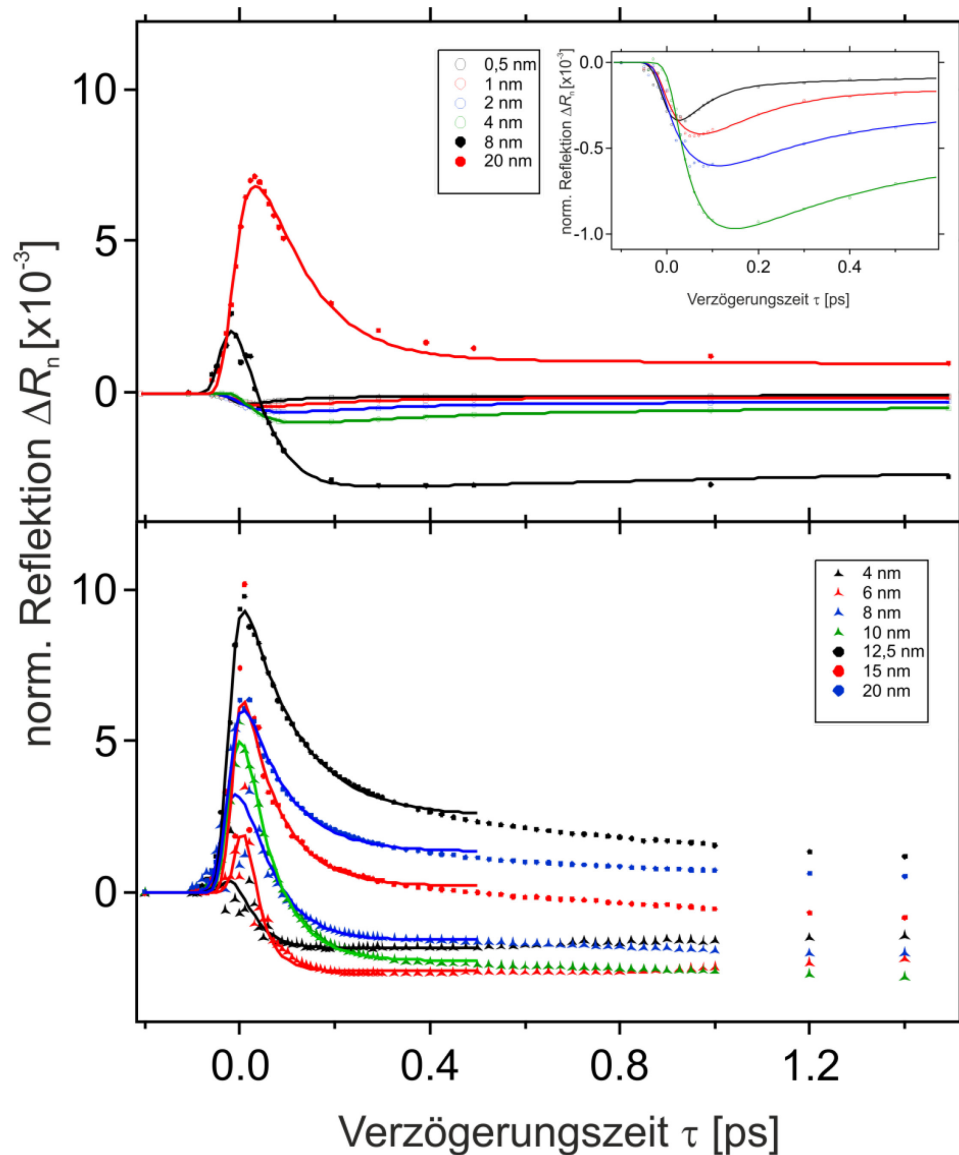 norm. Reflektion ΔRn [x10-3]
10
5
0
0,5 nm
1 nm
2 nm
4 nm
8 nm
20 nm
norm. Reflektion ΔRn [x10-3]
0.0
-0.5
-1.0
0.0
0.2
0.4
Verzögerungszeit τ [ps]
10
5
0
4 nm
6 nm
8 nm
10 nm
12,5 nm
15 nm
20 nm
0.0
0.4
0.8
1.2
Verzögerungszeit τ [ps]